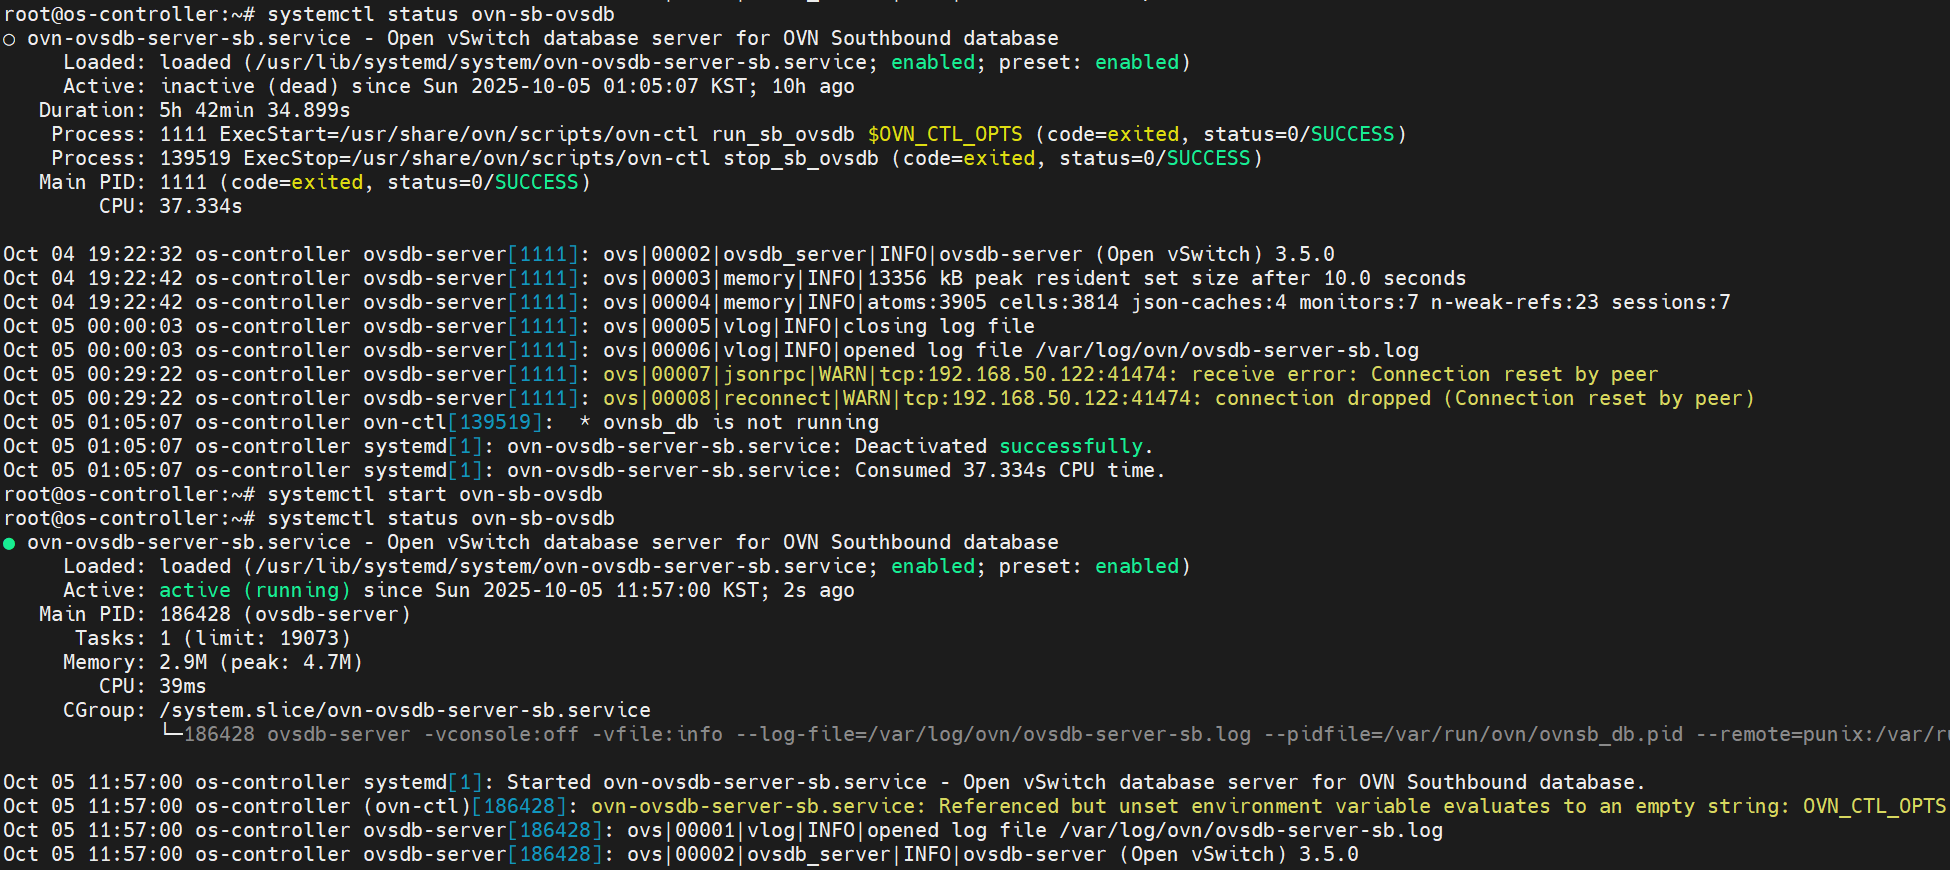 root@os-controller:~# systemctl status ovn-sb-ovsdb
○ ovn-ovsdb-server-sb.service - Open vSwitch database server for OVN Southbound database
     Loaded: loaded (/usr/lib/systemd/system/ovn-ovsdb-server-sb.service; enabled; preset: enabled)
     Active: inactive (dead) since Sun 2025-10-05 01:05:07 KST; 10h ago
   Duration: 5h 42min 34.899s
    Process: 1111 ExecStart=/usr/share/ovn/scripts/ovn-ctl run_sb_ovsdb $OVN_CTL_OPTS (code=exited, status=0/SUCCESS)
    Process: 139519 ExecStop=/usr/share/ovn/scripts/ovn-ctl stop_sb_ovsdb (code=exited, status=0/SUCCESS)
   Main PID: 1111 (code=exited, status=0/SUCCESS)
        CPU: 37.334s

Oct 04 19:22:32 os-controller ovsdb-server[1111]: ovs|00002|ovsdb_server|INFO|ovsdb-server (Open vSwitch) 3.5.0
Oct 04 19:22:42 os-controller ovsdb-server[1111]: ovs|00003|memory|INFO|13356 kB peak resident set size after 10.0 seconds
Oct 04 19:22:42 os-controller ovsdb-server[1111]: ovs|00004|memory|INFO|atoms:3905 cells:3814 json-caches:4 monitors:7 n-weak-refs:23 sessions:7
Oct 05 00:00:03 os-controller ovsdb-server[1111]: ovs|00005|vlog|INFO|closing log file
Oct 05 00:00:03 os-controller ovsdb-server[1111]: ovs|00006|vlog|INFO|opened log file /var/log/ovn/ovsdb-server-sb.log
Oct 05 00:29:22 os-controller ovsdb-server[1111]: ovs|00007|jsonrpc|WARN|tcp:192.168.50.122:41474: receive error: Connection reset by peer
Oct 05 00:29:22 os-controller ovsdb-server[1111]: ovs|00008|reconnect|WARN|tcp:192.168.50.122:41474: connection dropped (Connection reset by peer)
Oct 05 01:05:07 os-controller ovn-ctl[139519]:  * ovnsb_db is not running
Oct 05 01:05:07 os-controller systemd[1]: ovn-ovsdb-server-sb.service: Deactivated successfully.
Oct 05 01:05:07 os-controller systemd[1]: ovn-ovsdb-server-sb.service: Consumed 37.334s CPU time.
root@os-controller:~# systemctl start ovn-sb-ovsdb
root@os-controller:~# systemctl status ovn-sb-ovsdb
● ovn-ovsdb-server-sb.service - Open vSwitch database server for OVN Southbound database
     Loaded: loaded (/usr/lib/systemd/system/ovn-ovsdb-server-sb.service; enabled; preset: enabled)
     Active: active (running) since Sun 2025-10-05 11:57:00 KST; 2s ago
   Main PID: 186428 (ovsdb-server)
      Tasks: 1 (limit: 19073)
     Memory: 2.9M (peak: 4.7M)
        CPU: 39ms
     CGroup: /system.slice/ovn-ovsdb-server-sb.service
             └─186428 ovsdb-server -vconsole:off -vfile:info --log-file=/var/log/ovn/ovsdb-server-sb.log --pidfile=/var/run/ovn/ovnsb_db.pid --remote=punix:/var/

Oct 05 11:57:00 os-controller systemd[1]: Started ovn-ovsdb-server-sb.service - Open vSwitch database server for OVN Southbound database.
Oct 05 11:57:00 os-controller (ovn-ctl)[186428]: ovn-ovsdb-server-sb.service: Referenced but unset environment variable evaluates to an empty string: OVN_CTL_OPTS
Oct 05 11:57:00 os-controller ovsdb-server[186428]: ovs|00001|vlog|INFO|opened log file /var/log/ovn/ovsdb-server-sb.log
Oct 05 11:57:00 os-controller ovsdb-server[186428]: ovs|00002|ovsdb_server|INFO|ovsdb-server (Open vSwitch) 3.5.0